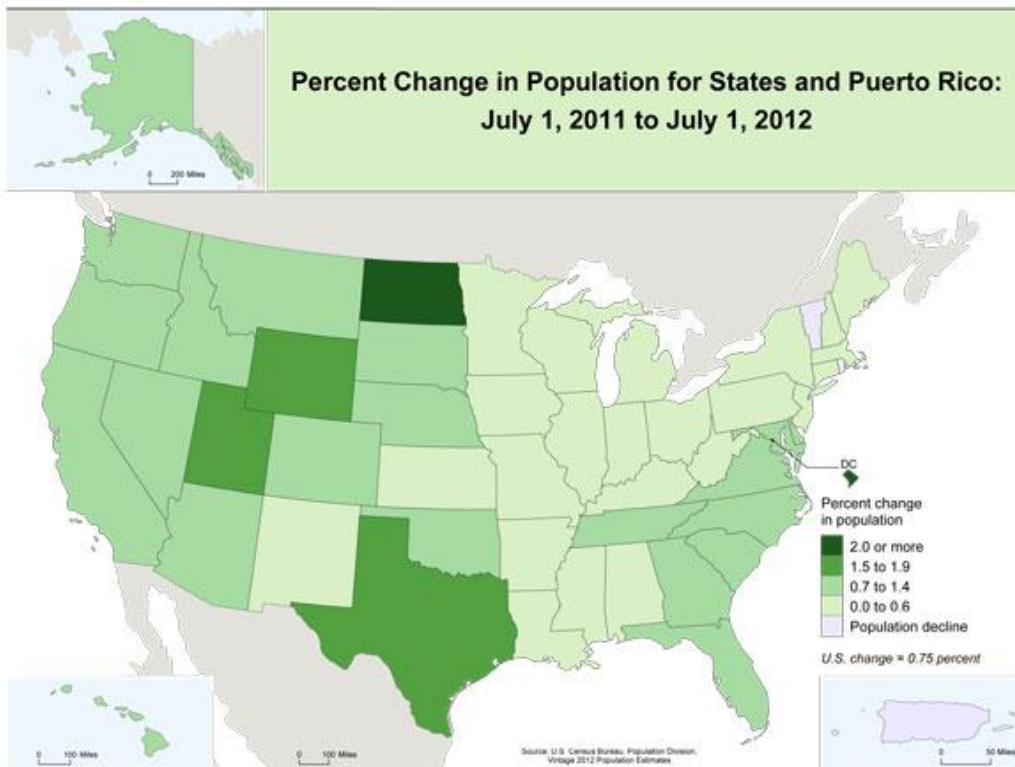 Percent Change in Population for States and Puerto Rico:
July 1, 2011 to July 1, 2012
0 200 Miles
DC
Percent change
in population
2.0 or more
1.5 to 1.9
0.7 to 1.4
0.0 to 0.6
Population decline
U.S. change = 0.75 percent
0 100 Miles
0 100 Miles
Source: U.S. Census Bureau, Population Division,
Vintage 2012 Population Estimates
0 50 Miles